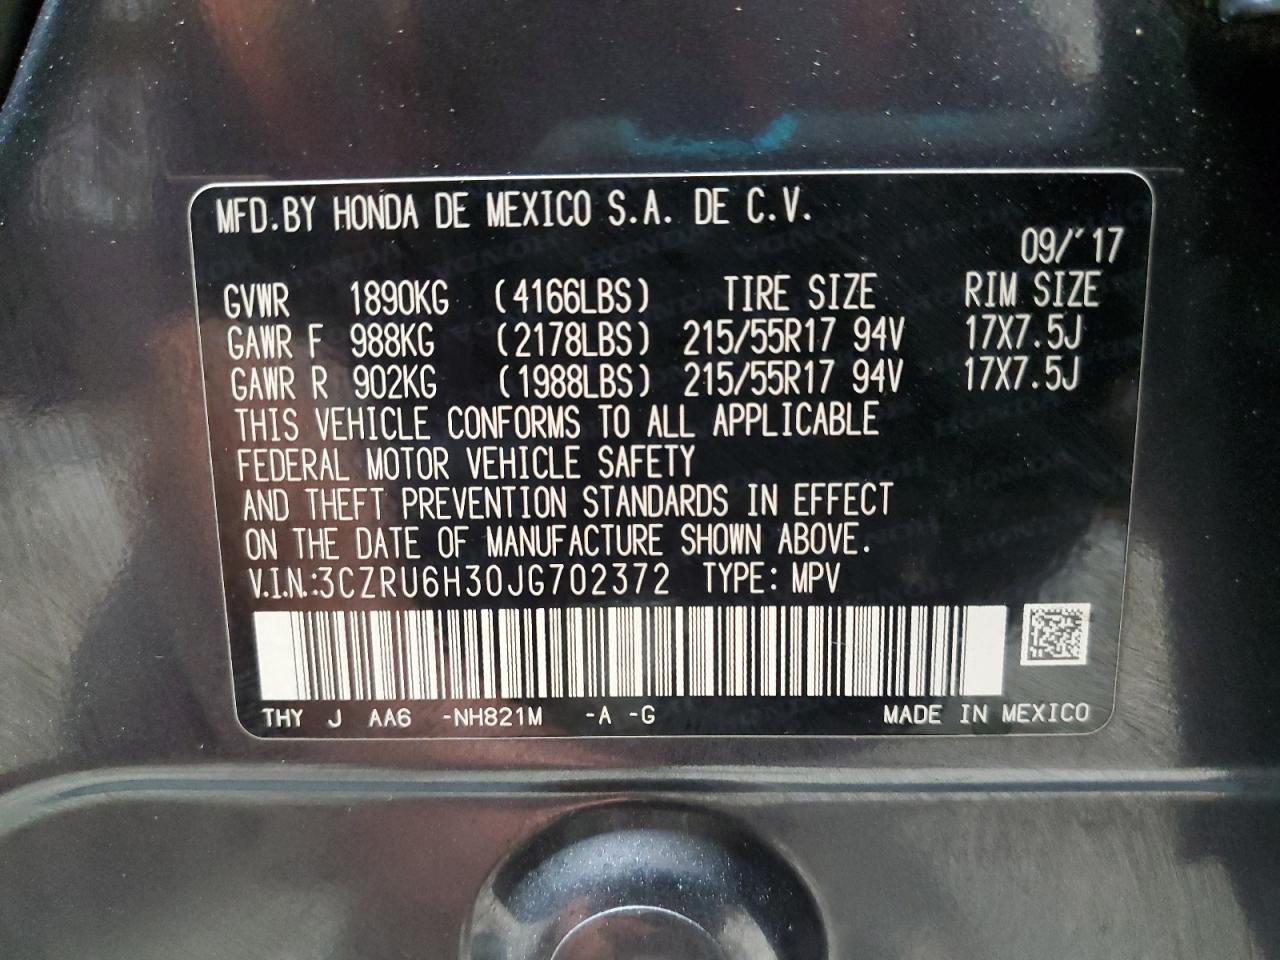 MFD.BY HONDA DE MEXICO S.A. DE C.V.
09/'17
GVWR 1890KG (4166LBS) TIRE SIZE RIM SIZE
GAWR F 988KG (2178LBS) 215/55R17 94V 17X7.5J
GAWR R 902KG (1988LBS) 215/55R17 94V 17X7.5J
THIS VEHICLE CONFORMS TO ALL APPLICABLE
FEDERAL MOTOR VEHICLE SAFETY
AND THEFT PREVENTION STANDARDS IN EFFECT
ON THE DATE OF MANUFACTURE SHOWN ABOVE.
V.I.N.:3CZRU6H30JG702372 TYPE: MPV
THY J AA6 -NH821M -A -G MADE IN MEXICO